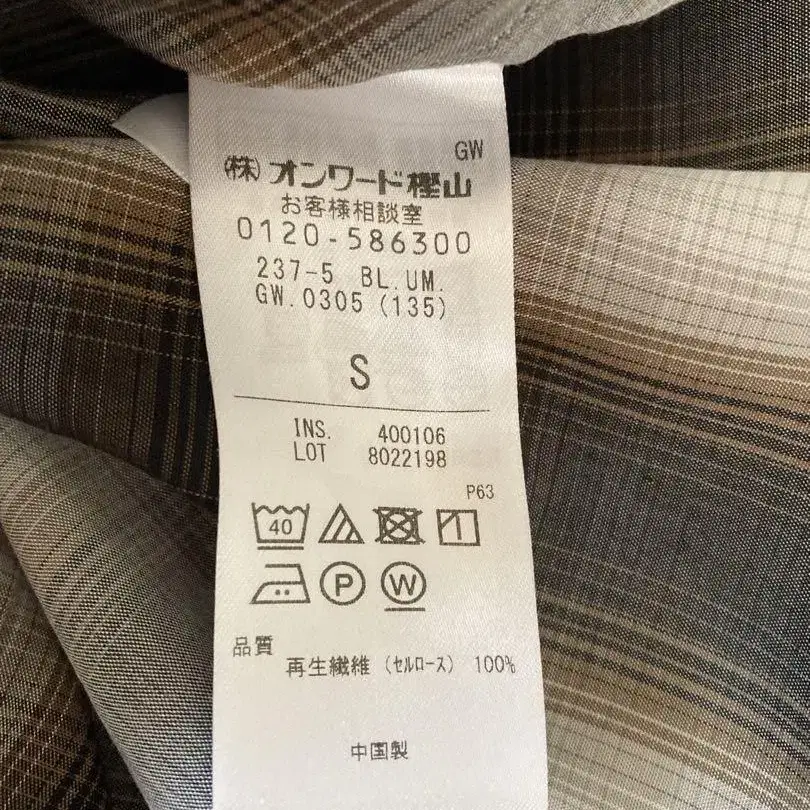 GW
(株)オンワード樫山
お客様相談室
0120-586300
237-5 BL.UM.
GW.0305(135)
S
INS. 400106
LOT 8022198
P63
40
P W
品質
再生繊維(セルロース) 100%
中国製